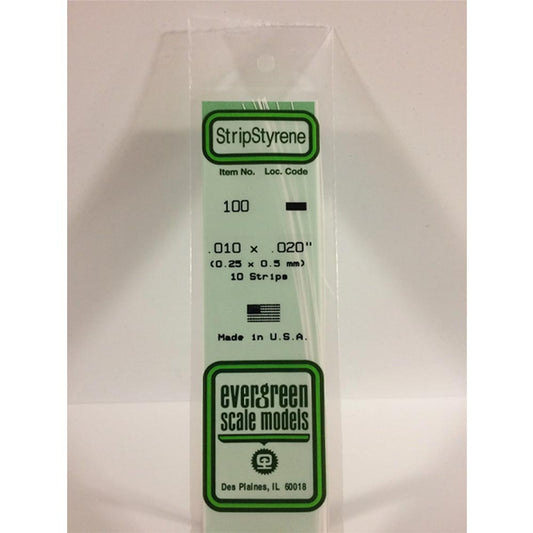 StripStyrene
Item No. Loc. Code
100
.010 x .020"
(0.25 x 0.5 mm)
10 Strips
Made in U.S.A.
evergreen
scale models
Des Plaines, IL 60018